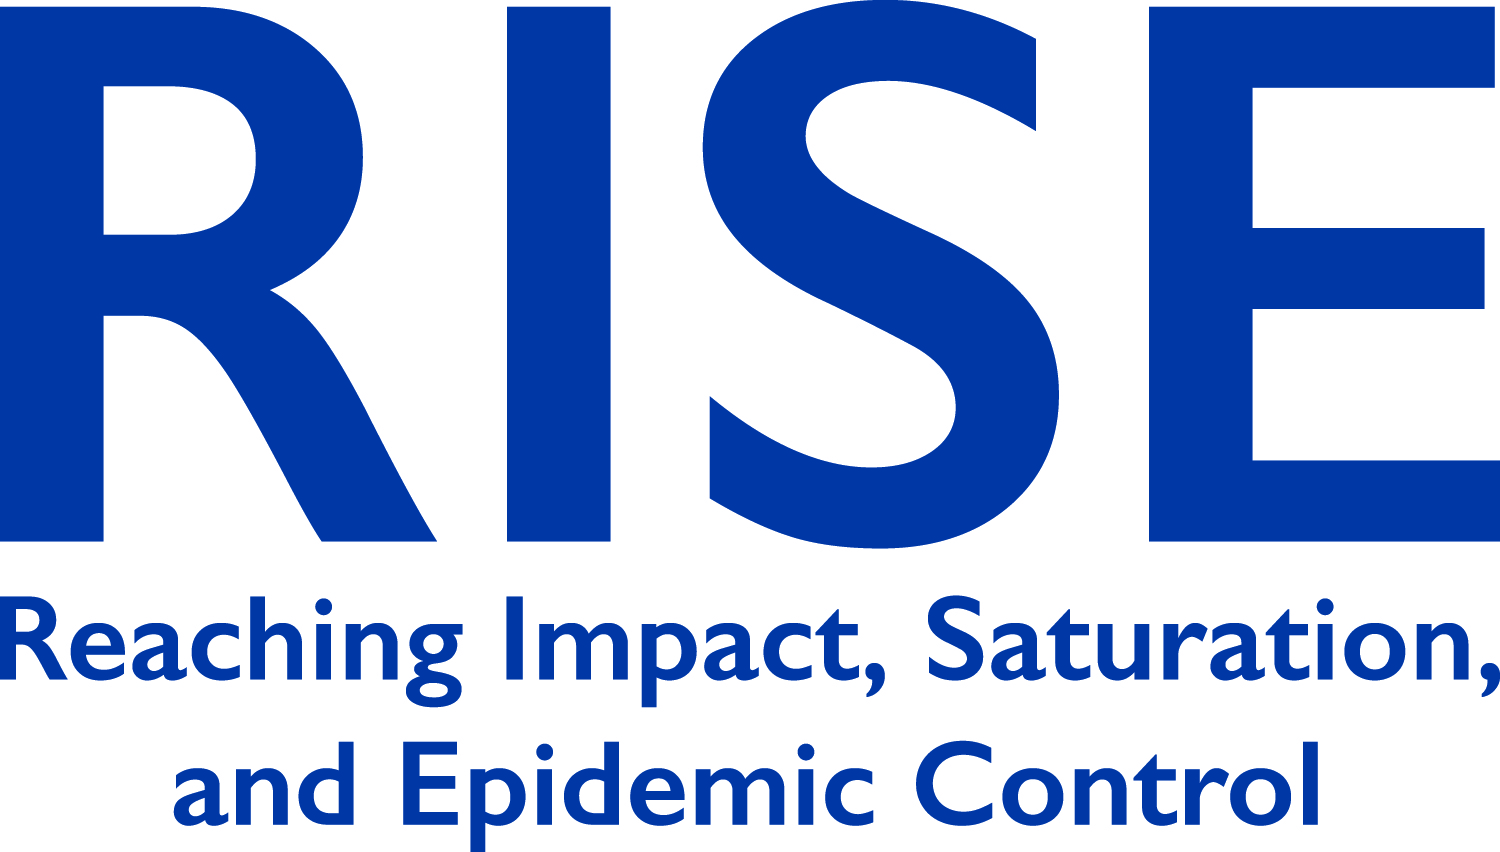 RISE
Reaching Impact, Saturation,
and Epidemic Control